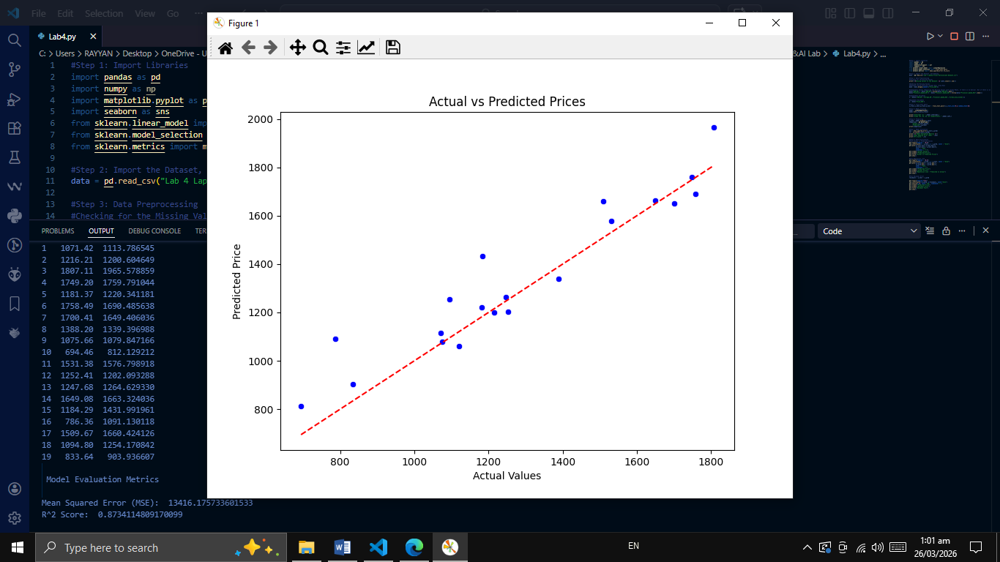 File Edit Selection View Go ...
Figure 1
Lab4.py
C: > Users > RAYYAN > Desktop > OneDrive - U
&AI Lab > Lab4.py > ...
1 #Step 1: Import Libraries
2 import pandas as pd
3 import numpy as np
4 import matplotlib.pyplot as p
5 import seaborn as sns
6 from sklearn.linear_model imp
7 from sklearn.model_selection
8 from sklearn.metrics import m
9
10 #Step 2: Import the Dataset,
11 data = pd.read_csv("Lab 4 Lap
12
13 #Step 3: Data Preprocessing
14 #Checking for the Missing Val
PROBLEMS OUTPUT DEBUG CONSOLE TER
Code
1 1071.42 1113.786545
2 1216.21 1200.604649
3 1807.11 1965.578859
4 1749.20 1759.791044
5 1181.37 1220.341181
6 1758.49 1690.485638
7 1700.41 1649.406036
8 1388.20 1339.396988
9 1075.66 1079.847166
10 694.46 812.129212
11 1531.38 1576.798918
12 1252.41 1202.093288
13 1247.68 1264.629330
14 1649.08 1663.324036
15 1184.29 1431.991961
16 786.36 1091.130118
17 1509.67 1660.424126
18 1094.80 1254.170842
19 833.64 903.936607
Model Evaluation Metrics
Mean Squared Error (MSE): 13416.175733601533
R^2 Score: 0.8734114809170099
Actual vs Predicted Prices
Predicted Price
2000
1800
1600
1400
1200
1000
800
800 1000 1200 1400 1600 1800
Actual Values
Type here to search
EN
1:01 am
26/03/2026